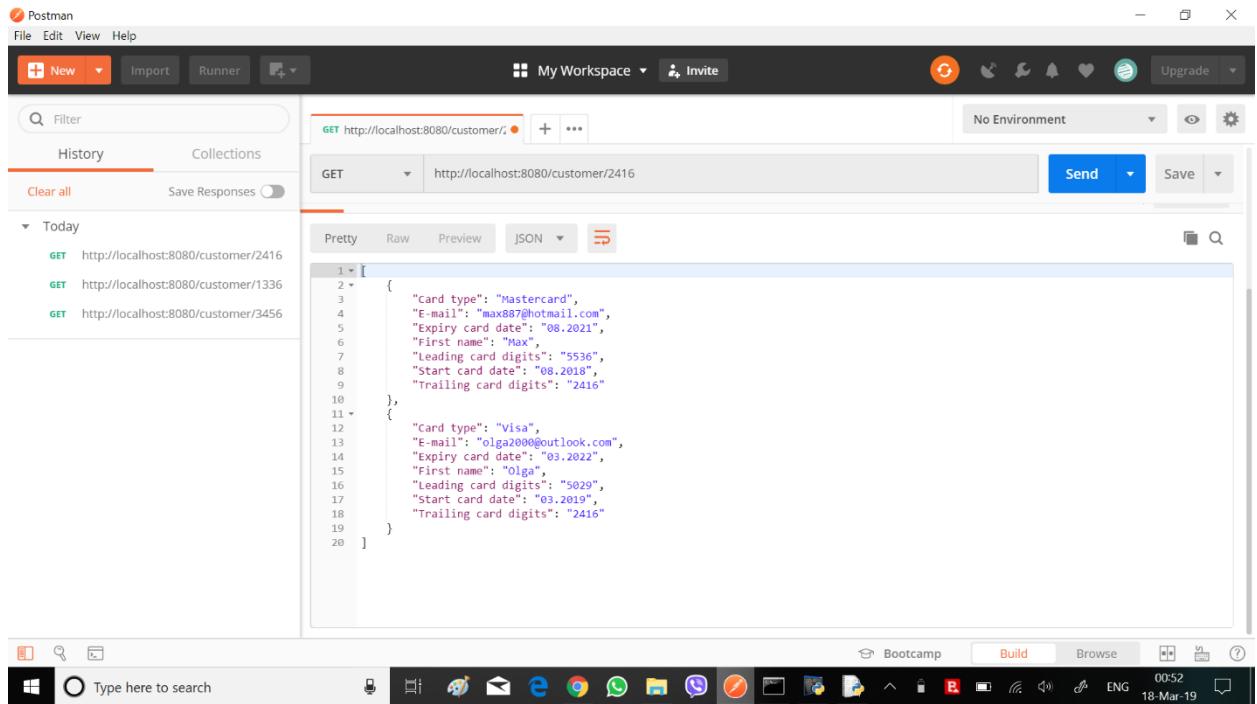 Postman
File Edit View Help
New Import Runner My Workspace Invite Upgrade
Filter
History Collections
Clear all Save Responses
Today
GET http://localhost:8080/customer/2416
GET http://localhost:8080/customer/1336
GET http://localhost:8080/customer/3456
GET http://localhost:8080/customer/2 + •••
No Environment
GET http://localhost:8080/customer/2416 Send Save
Pretty Raw Preview JSON
1 [
2 {
3 "Card type": "Mastercard",
4 "E-mail": "max887@hotmail.com",
5 "Expiry card date": "08.2021",
6 "First name": "Max",
7 "Leading card digits": "5536",
8 "Start card date": "08.2018",
9 "Trailing card digits": "2416"
10 },
11 {
12 "Card type": "Visa",
13 "E-mail": "olga2000@outlook.com",
14 "Expiry card date": "03.2022",
15 "First name": "Olga",
16 "Leading card digits": "5029",
17 "Start card date": "03.2019",
18 "Trailing card digits": "2416"
19 }
20 ]
Bootcamp Build Browse
Type here to search ENG 00:52
18-Mar-19